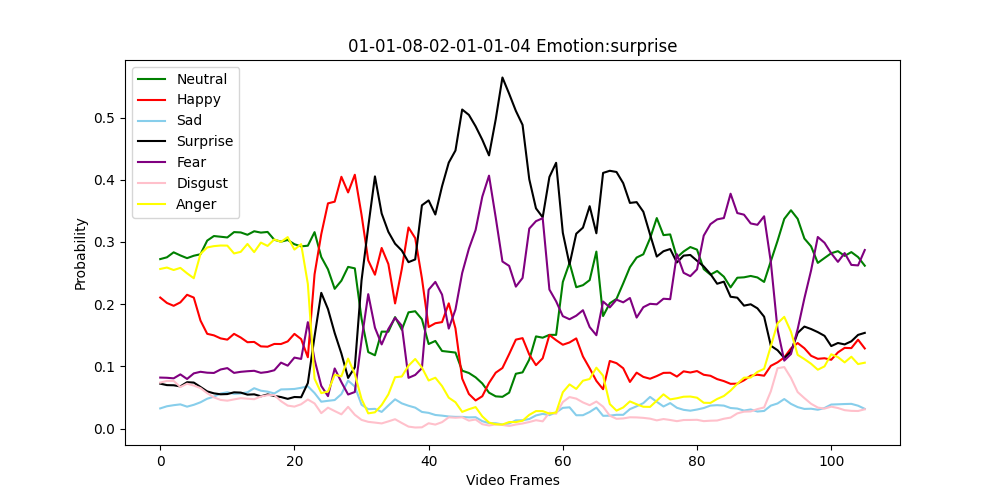 01-01-08-02-01-01-04 Emotion:surprise
Neutral
Happy
Sad
Surprise
Fear
Disgust
Anger
Probability
0.5
0.4
0.3
0.2
0.1
0.0
0 20 40 60 80 100
Video Frames